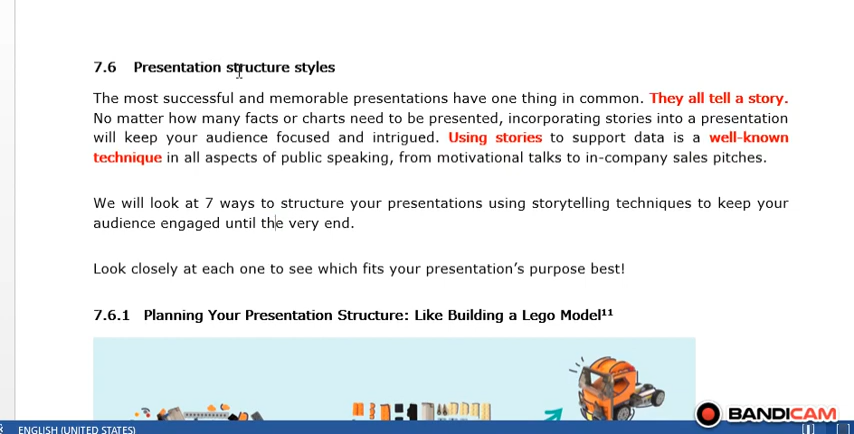 7.6 Presentation structure styles
The most successful and memorable presentations have one thing in common. They all tell a story.
No matter how many facts or charts need to be presented, incorporating stories into a presentation
will keep your audience focused and intrigued. Using stories to support data is a well-known
technique in all aspects of public speaking, from motivational talks to in-company sales pitches.
We will look at 7 ways to structure your presentations using storytelling techniques to keep your
audience engaged until the very end.
Look closely at each one to see which fits your presentation's purpose best!
7.6.1 Planning Your Presentation Structure: Like Building a Lego Model¹¹
BANDICAM
ENGLISH (UNITED STATES)